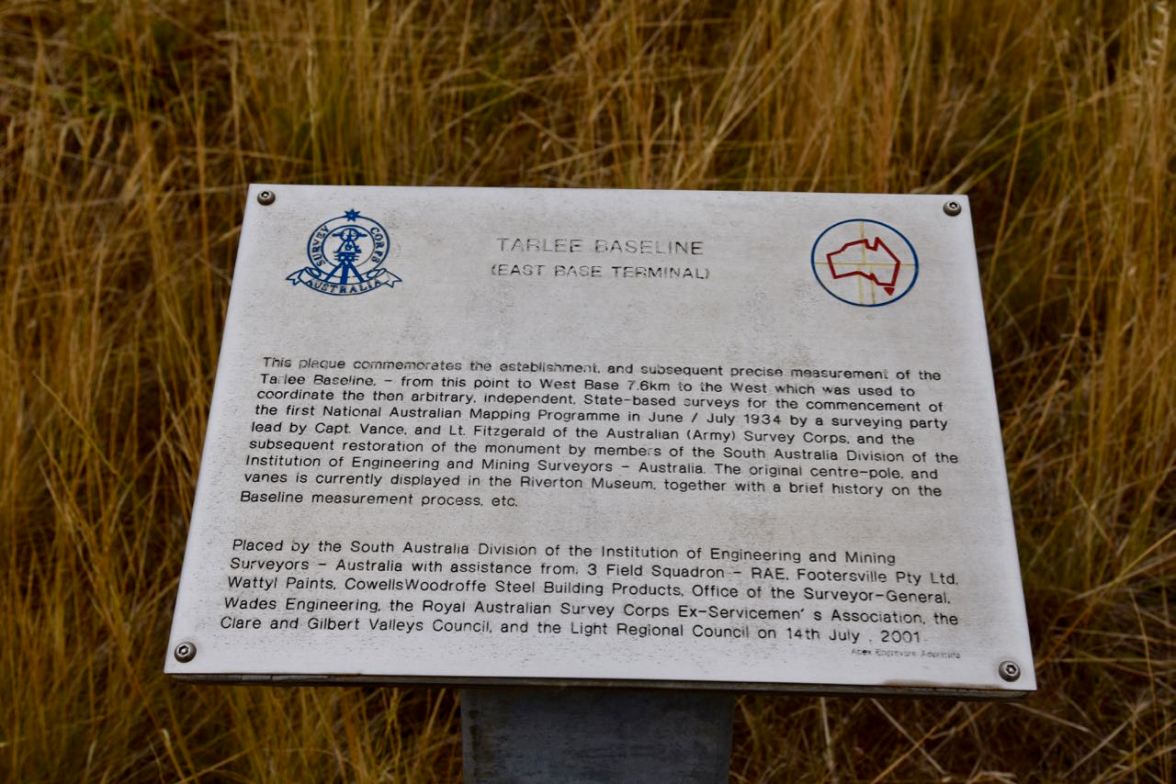 SURVEY CORPS
AUSTRALIA
TARLEE BASELINE
(EAST BASE TERMINAL)
This plaque commemorates the establishment, and subsequent precise measurement of the
Tarlee Baseline, - from this point to West Base 7.6km to the West which was used to
coordinate the then arbitrary, independent, State-based surveys for the commencement of
the first National Australian Mapping Programme in June / July 1934 by a surveying party
lead by Capt. Vance, and Lt. Fitzgerald of the Australian (Army) Survey Corps, and the
subsequent restoration of the monument by members of the South Australia Division of the
Institution of Engineering and Mining Surveyors - Australia. The original centre-pole, and
vanes is currently displayed in the Riverton Museum, together with a brief history on the
Baseline measurement process, etc.
Placed by the South Australia Division of the Institution of Engineering and Mining
Surveyors - Australia with assistance from, 3 Field Squadron - RAE, Footersville Pty Ltd,
Wattyl Paints, CowellsWoodroffe Steel Building Products, Office of the Surveyor-General,
Wades Engineering, the Royal Australian Survey Corps Ex-Servicemen' s Association, the
Clare and Gilbert Valleys Council, and the Light Regional Council on 14th July , 2001
Apex Engravers Australia